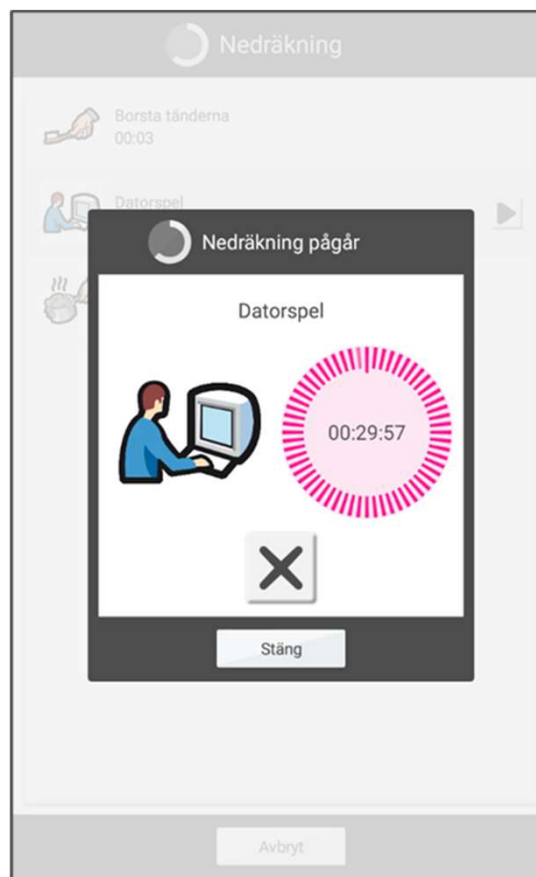 Nedräkning
Borsta tänderna
00:03
Datorspel
Nedräkning pågår
Datorspel
00:29:57
Stäng
Avbryt